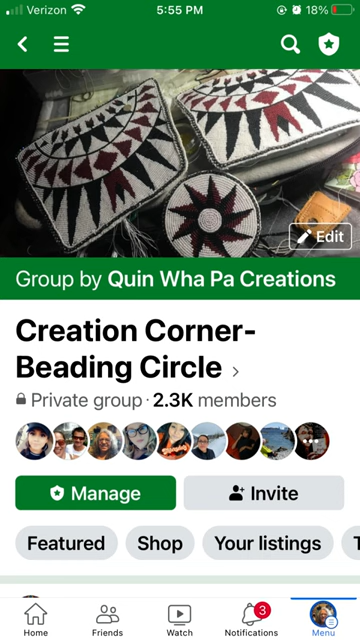 Verizon 5:55 PM 18%
Edit
Group by Quin Wha Pa Creations
Creation Corner-
Beading Circle
Private group · 2.3K members
Manage Invite
Featured Shop Your listings T
3
Home Friends Watch Notifications Menu